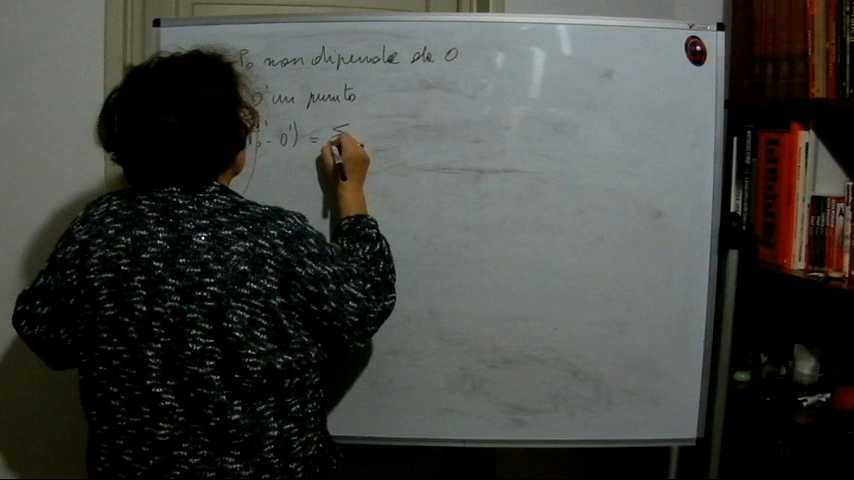 P₀ non dipende da O
O' un punto
P₀' - O') = Σ